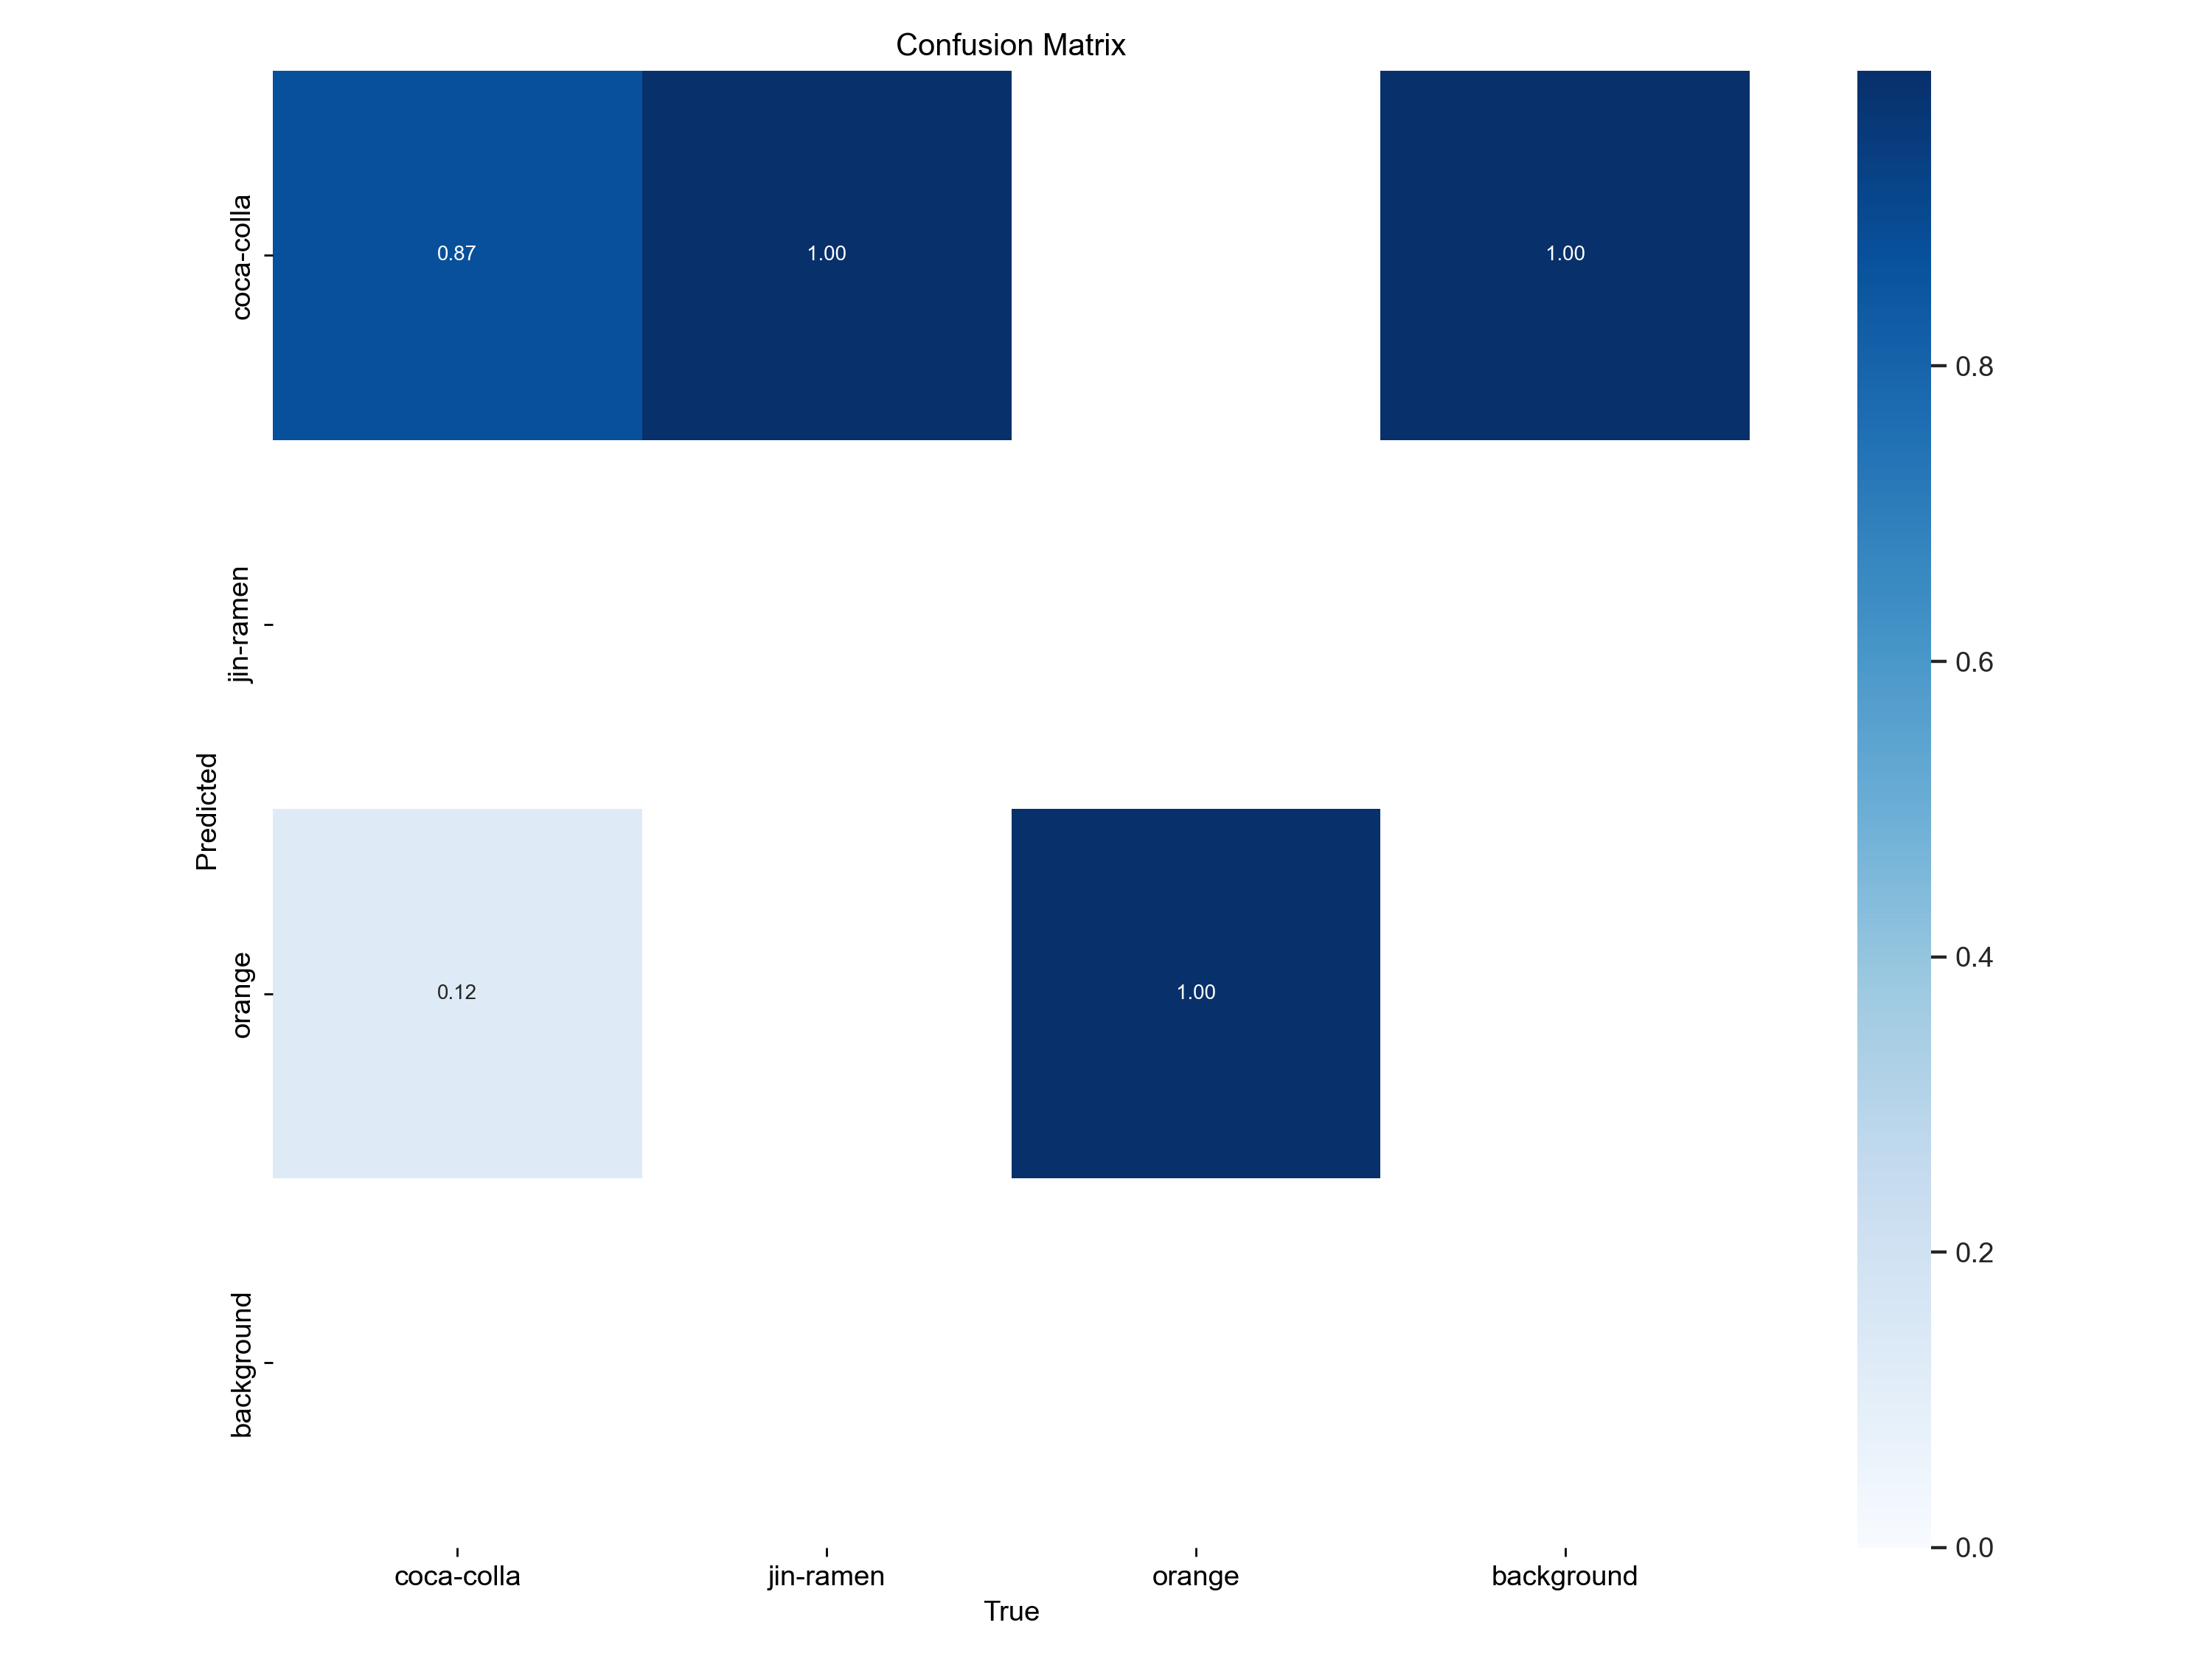 Confusion Matrix
coca-colla
0.87
1.00
1.00
jin-ramen
Predicted
orange
0.12
1.00
background
coca-colla
jin-ramen
orange
background
True
0.8
0.6
0.4
0.2
0.0